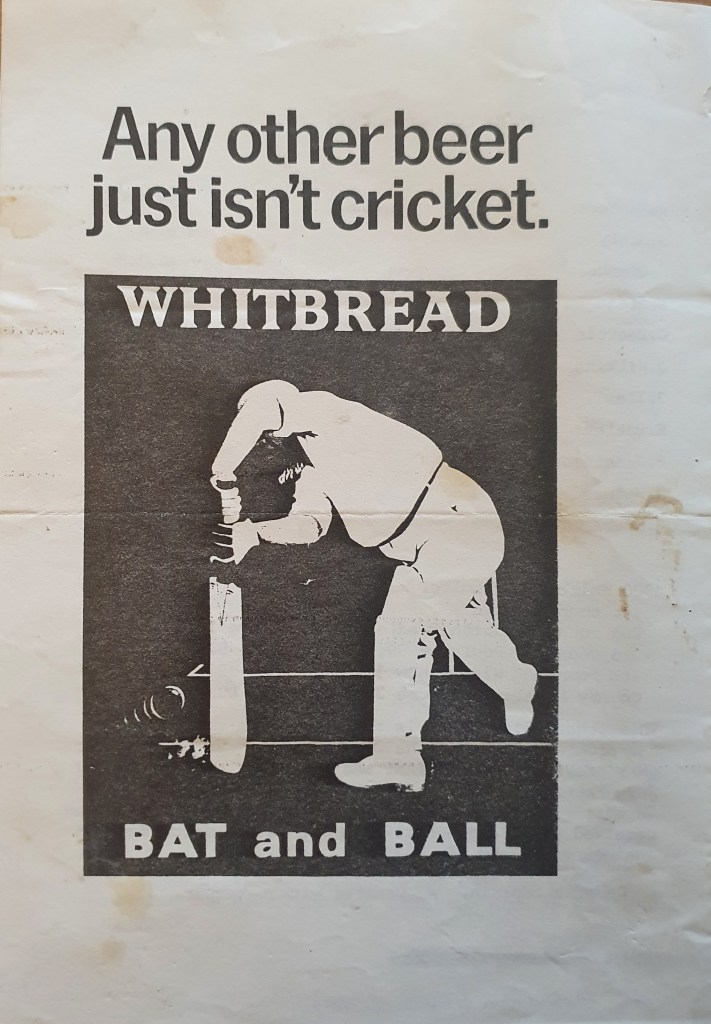 Any other beer
just isn't cricket.
WHITBREAD
BAT and BALL